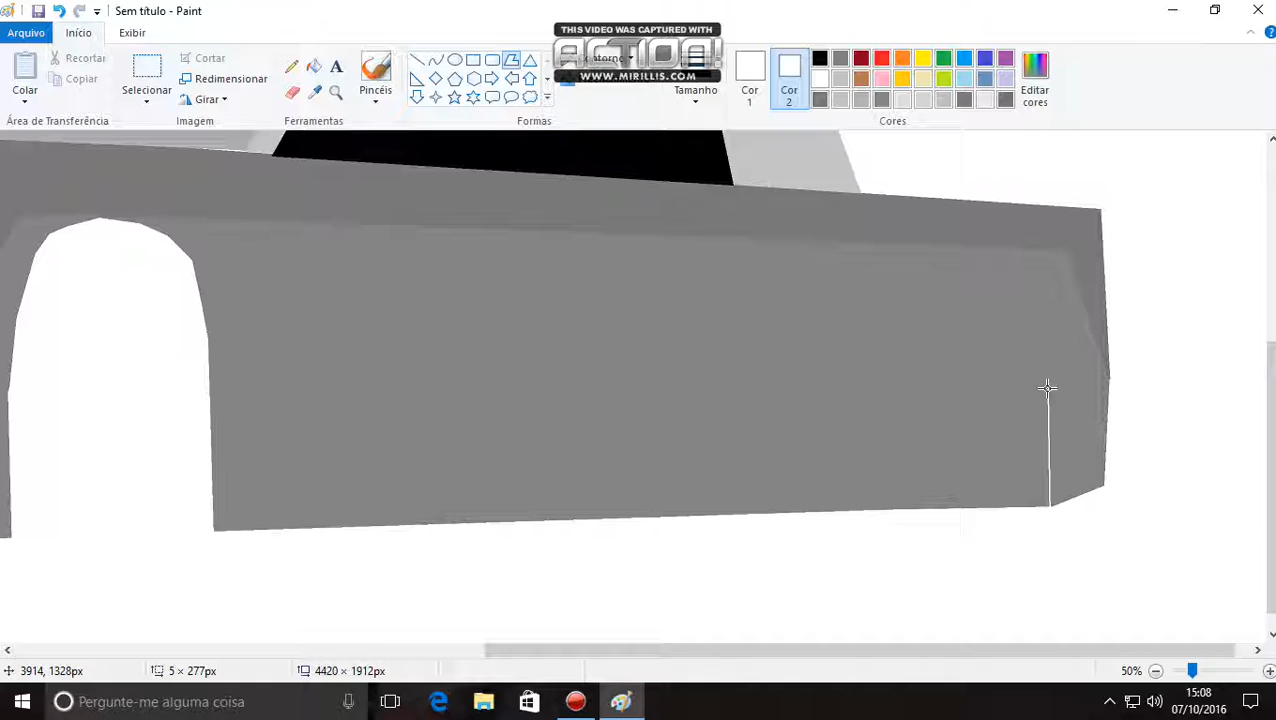 Sem título - Paint
THIS VIDEO WAS CAPTURED WITH
ACTION!
WWW.MIRILLIS.COM
Arquivo Início Exibir
Colar
Recortar
Copiar
Área de Transferência
Selecionar
Cortar
Redimensionar
Girar
Imagem
A
Ferramentas
Pincéis
Formas
Tamanho
Cor 1
Cor 2
Cores
Editar cores
3914, 1328px 5 × 277px 4420 × 1912px 50%
Pergunte-me alguma coisa
15:08
07/10/2016